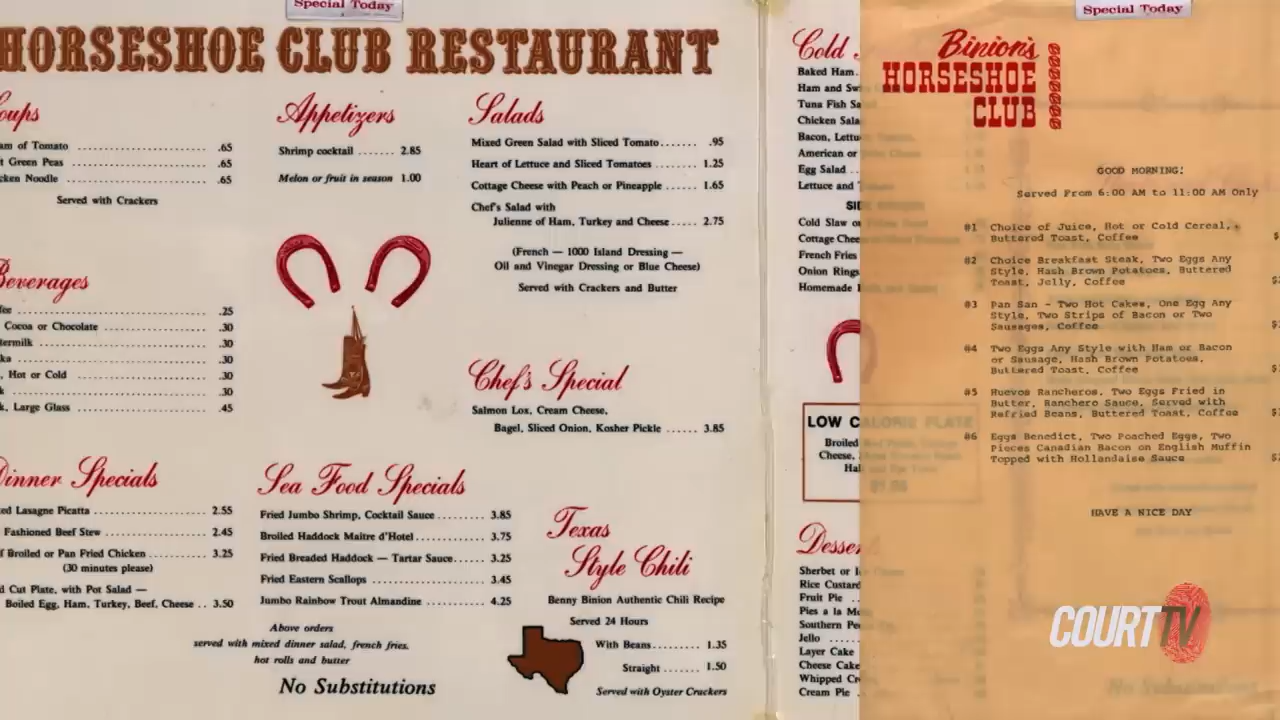 Special Today
HORSESHOE CLUB RESTAURANT
Soups
am of Tomato .65
t Green Peas .65
cken Noodle .65
Served with Crackers
Beverages
fee .25
Cocoa or Chocolate .30
termilk .30
ka .30
, Hot or Cold .30
k .30
k, Large Glass .45
Dinner Specials
ed Lasagne Picatta 2.55
Fashioned Beef Stew 2.45
f Broiled or Pan Fried Chicken 3.25
(30 minutes please)
d Cut Plate, with Pot Salad —
Boiled Egg, Ham, Turkey, Beef, Cheese .. 3.50
Appetizers
Shrimp cocktail 2.85
Melon or fruit in season 1.00
Salads
Mixed Green Salad with Sliced Tomato .95
Heart of Lettuce and Sliced Tomatoes 1.25
Cottage Cheese with Peach or Pineapple 1.65
Chef's Salad with
Julienne of Ham, Turkey and Cheese 2.75
(French — 1000 Island Dressing —
Oil and Vinegar Dressing or Blue Cheese)
Served with Crackers and Butter
Chef's Special
Salmon Lox, Cream Cheese,
Bagel, Sliced Onion, Kosher Pickle 3.85
Sea Food Specials
Fried Jumbo Shrimp, Cocktail Sauce 3.85
Broiled Haddock Maitre d'Hotel 3.75
Fried Breaded Haddock — Tartar Sauce 3.25
Fried Eastern Scallops 3.45
Jumbo Rainbow Trout Almandine 4.25
Above orders
served with mixed dinner salad, french fries,
hot rolls and butter
No Substitutions
Texas
Style Chili
Benny Binion Authentic Chili Recipe
Served 24 Hours
With Beans 1.35
Straight 1.50
Served with Oyster Crackers
Cold
Baked Ham
Ham and Sw
Tuna Fish Sa
Chicken Sala
Bacon, Lettu
American or
Egg Salad
Lettuce and
SID
Cold Slaw or
Cottage Chee
French Fries
Onion Rings
Homemade
LOW CALORIE PLATE
Broiled
Cheese,
Hal
Desser
Sherbet or I
Rice Custard
Fruit Pie
Pies a la Mo
Southern Pe
Jello
Layer Cake
Cheese Cake
Whipped Cr
Cream Pie
Special Today
Binion's
HORSESHOE
CLUB
GOOD MORNING!
Served From 6:00 AM to 11:00 AM Only
#1 Choice of Juice, Hot or Cold Cereal,
Buttered Toast, Coffee
#2 Choice Breakfast Steak, Two Eggs Any
Style, Hash Brown Potatoes, Buttered
Toast, Jelly, Coffee
#3 Pan San - Two Hot Cakes, One Egg Any
Style, Two Strips of Bacon or Two
Sausages, Coffee
#4 Two Eggs Any Style with Ham or Bacon
or Sausage, Hash Brown Potatoes,
Buttered Toast, Coffee
#5 Huevos Rancheros, Two Eggs Fried in
Butter, Ranchero Sauce, Served with
Refried Beans, Buttered Toast, Coffee
#6 Eggs Benedict, Two Poached Eggs, Two
Pieces Canadian Bacon on English Muffin
Topped with Hollandaise Sauce
HAVE A NICE DAY
COURT TV
No Substitutions